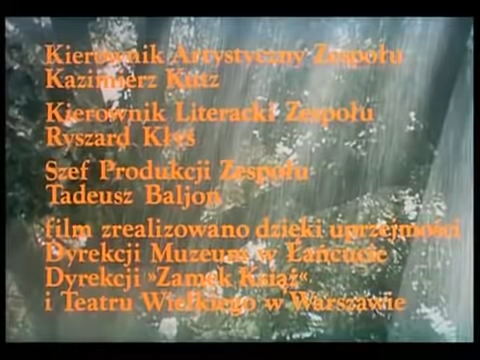 Kierownik Artystyczny Zespołu
Kazimierz Kutz
Kierownik Literacki Zespołu
Ryszard Kłyś
Szef Produkcji Zespołu
Tadeusz Baljon
film zrealizowano dzięki uprzejmości
Dyrekcji Muzeum w Łańcucie
Dyrekcji »Zamek Książ«
i Teatru Wielkiego w Warszawie